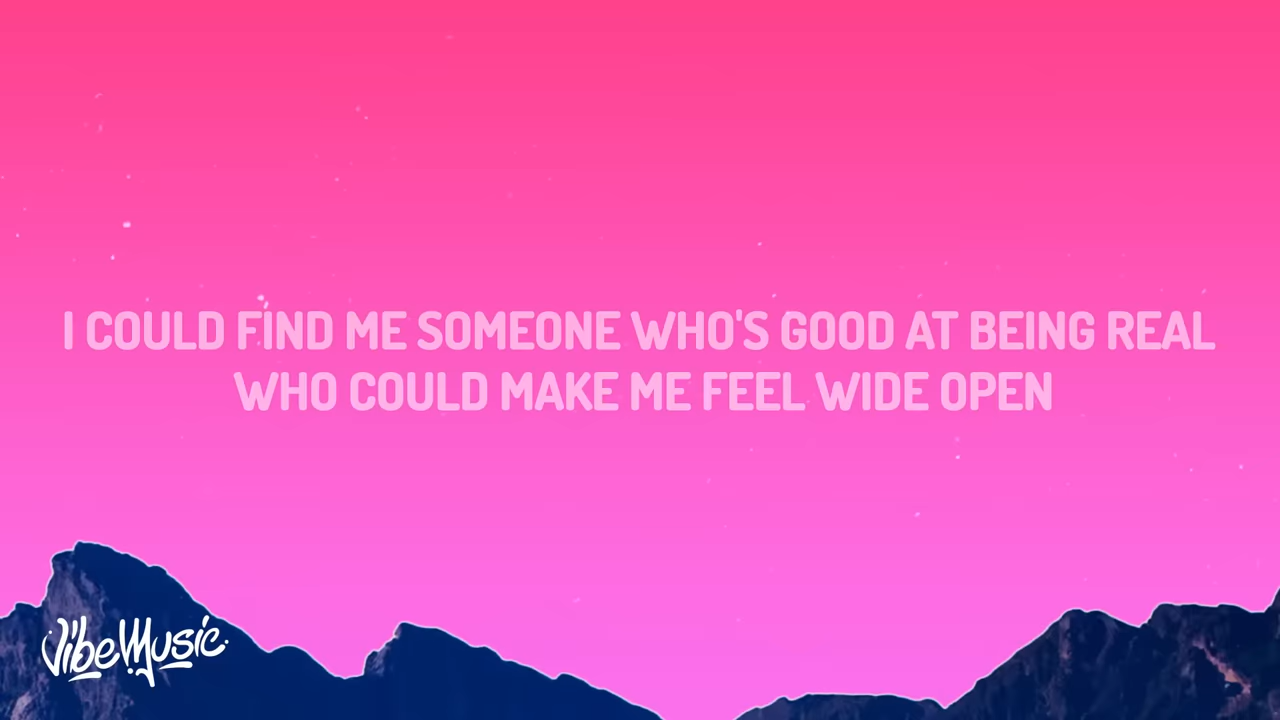 I COULD FIND ME SOMEONE WHO'S GOOD AT BEING REAL
WHO COULD MAKE ME FEEL WIDE OPEN
VibeMusic